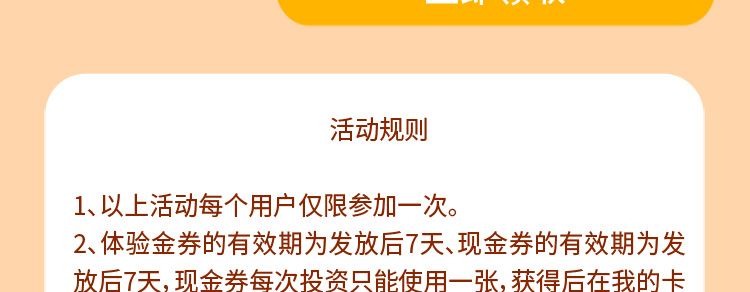 活动规则
1、以上活动每个用户仅限参加一次。
2、体验金券的有效期为发放后7天、现金券的有效期为发
放后7天，现金券每次投资只能使用一张，获得后在我的卡